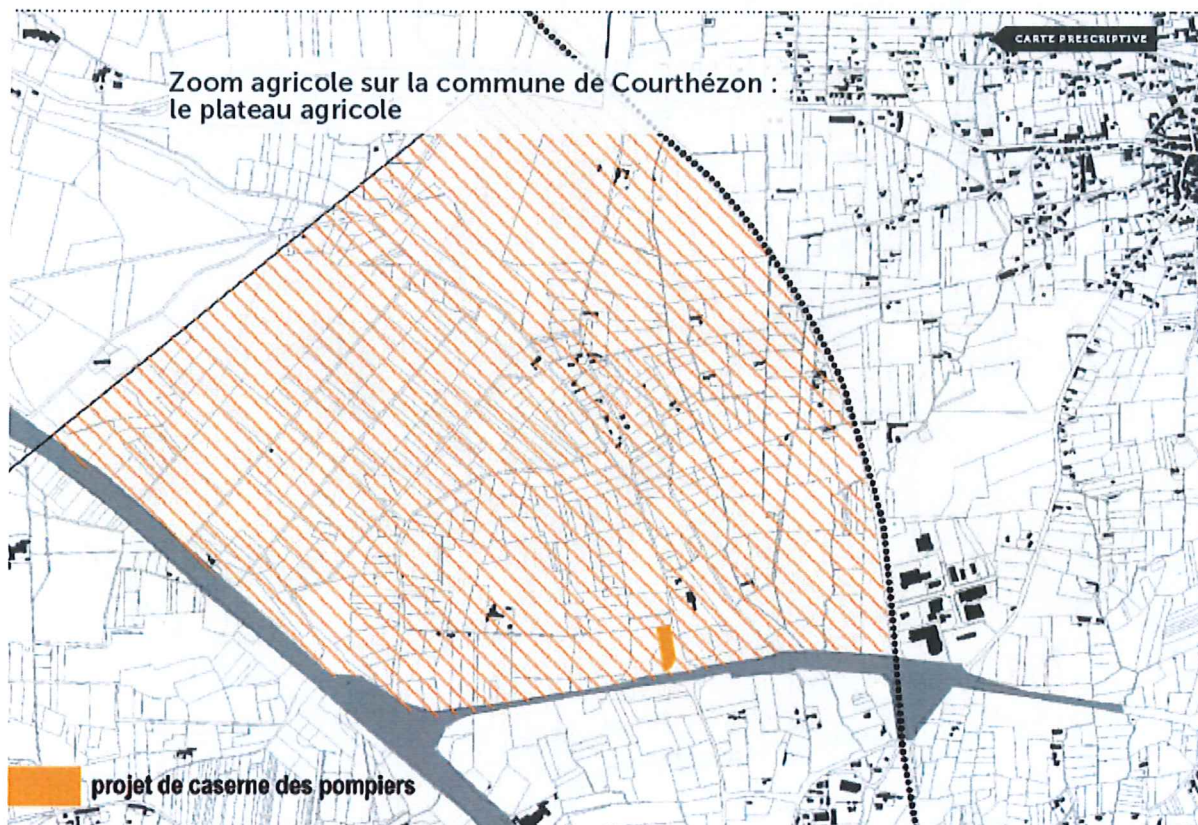 CARTE PRESCRIPTIVE
Zoom agricole sur la commune de Courthézon :
le plateau agricole
projet de caserne des pompiers